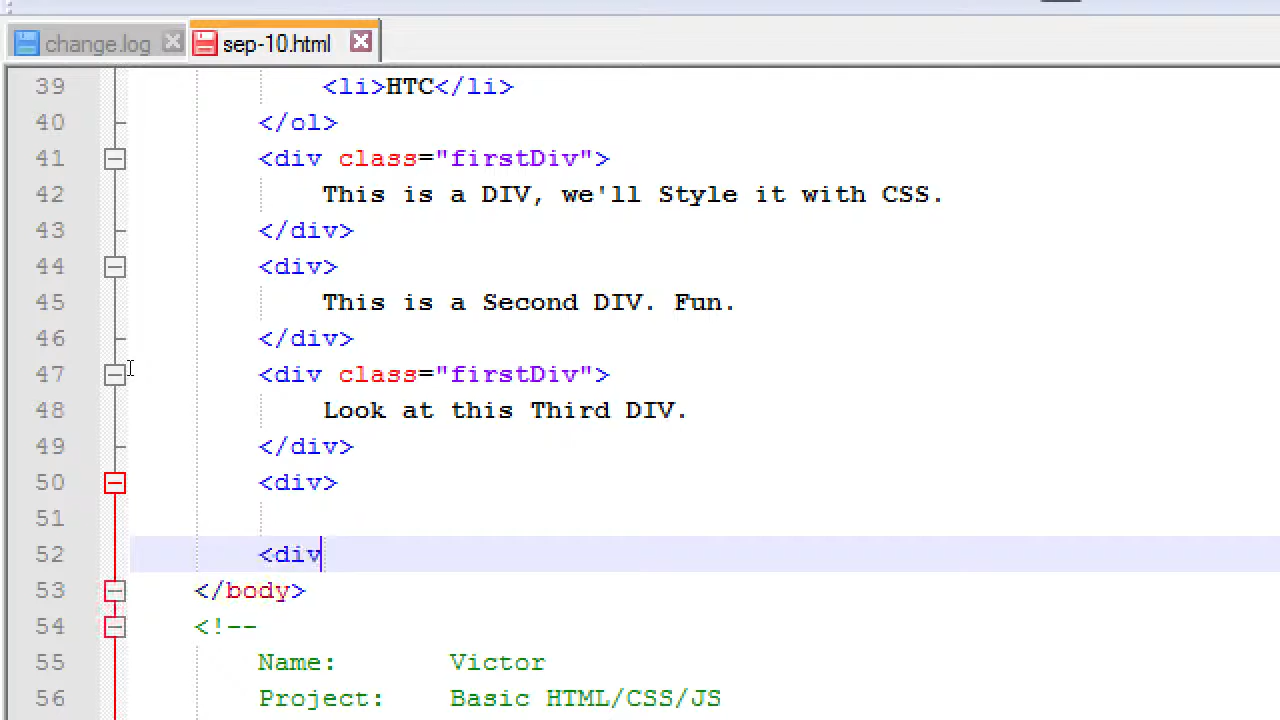 change.log sep-10.html
39 <li>HTC</li>
40 </ol>
41 <div class="firstDiv">
42 This is a DIV, we'll Style it with CSS.
43 </div>
44 <div>
45 This is a Second DIV. Fun.
46 </div>
47 <div class="firstDiv">
48 Look at this Third DIV.
49 </div>
50 <div>
51
52 <div
53 </body>
54 <!--
55 Name: Victor
56 Project: Basic HTML/CSS/JS